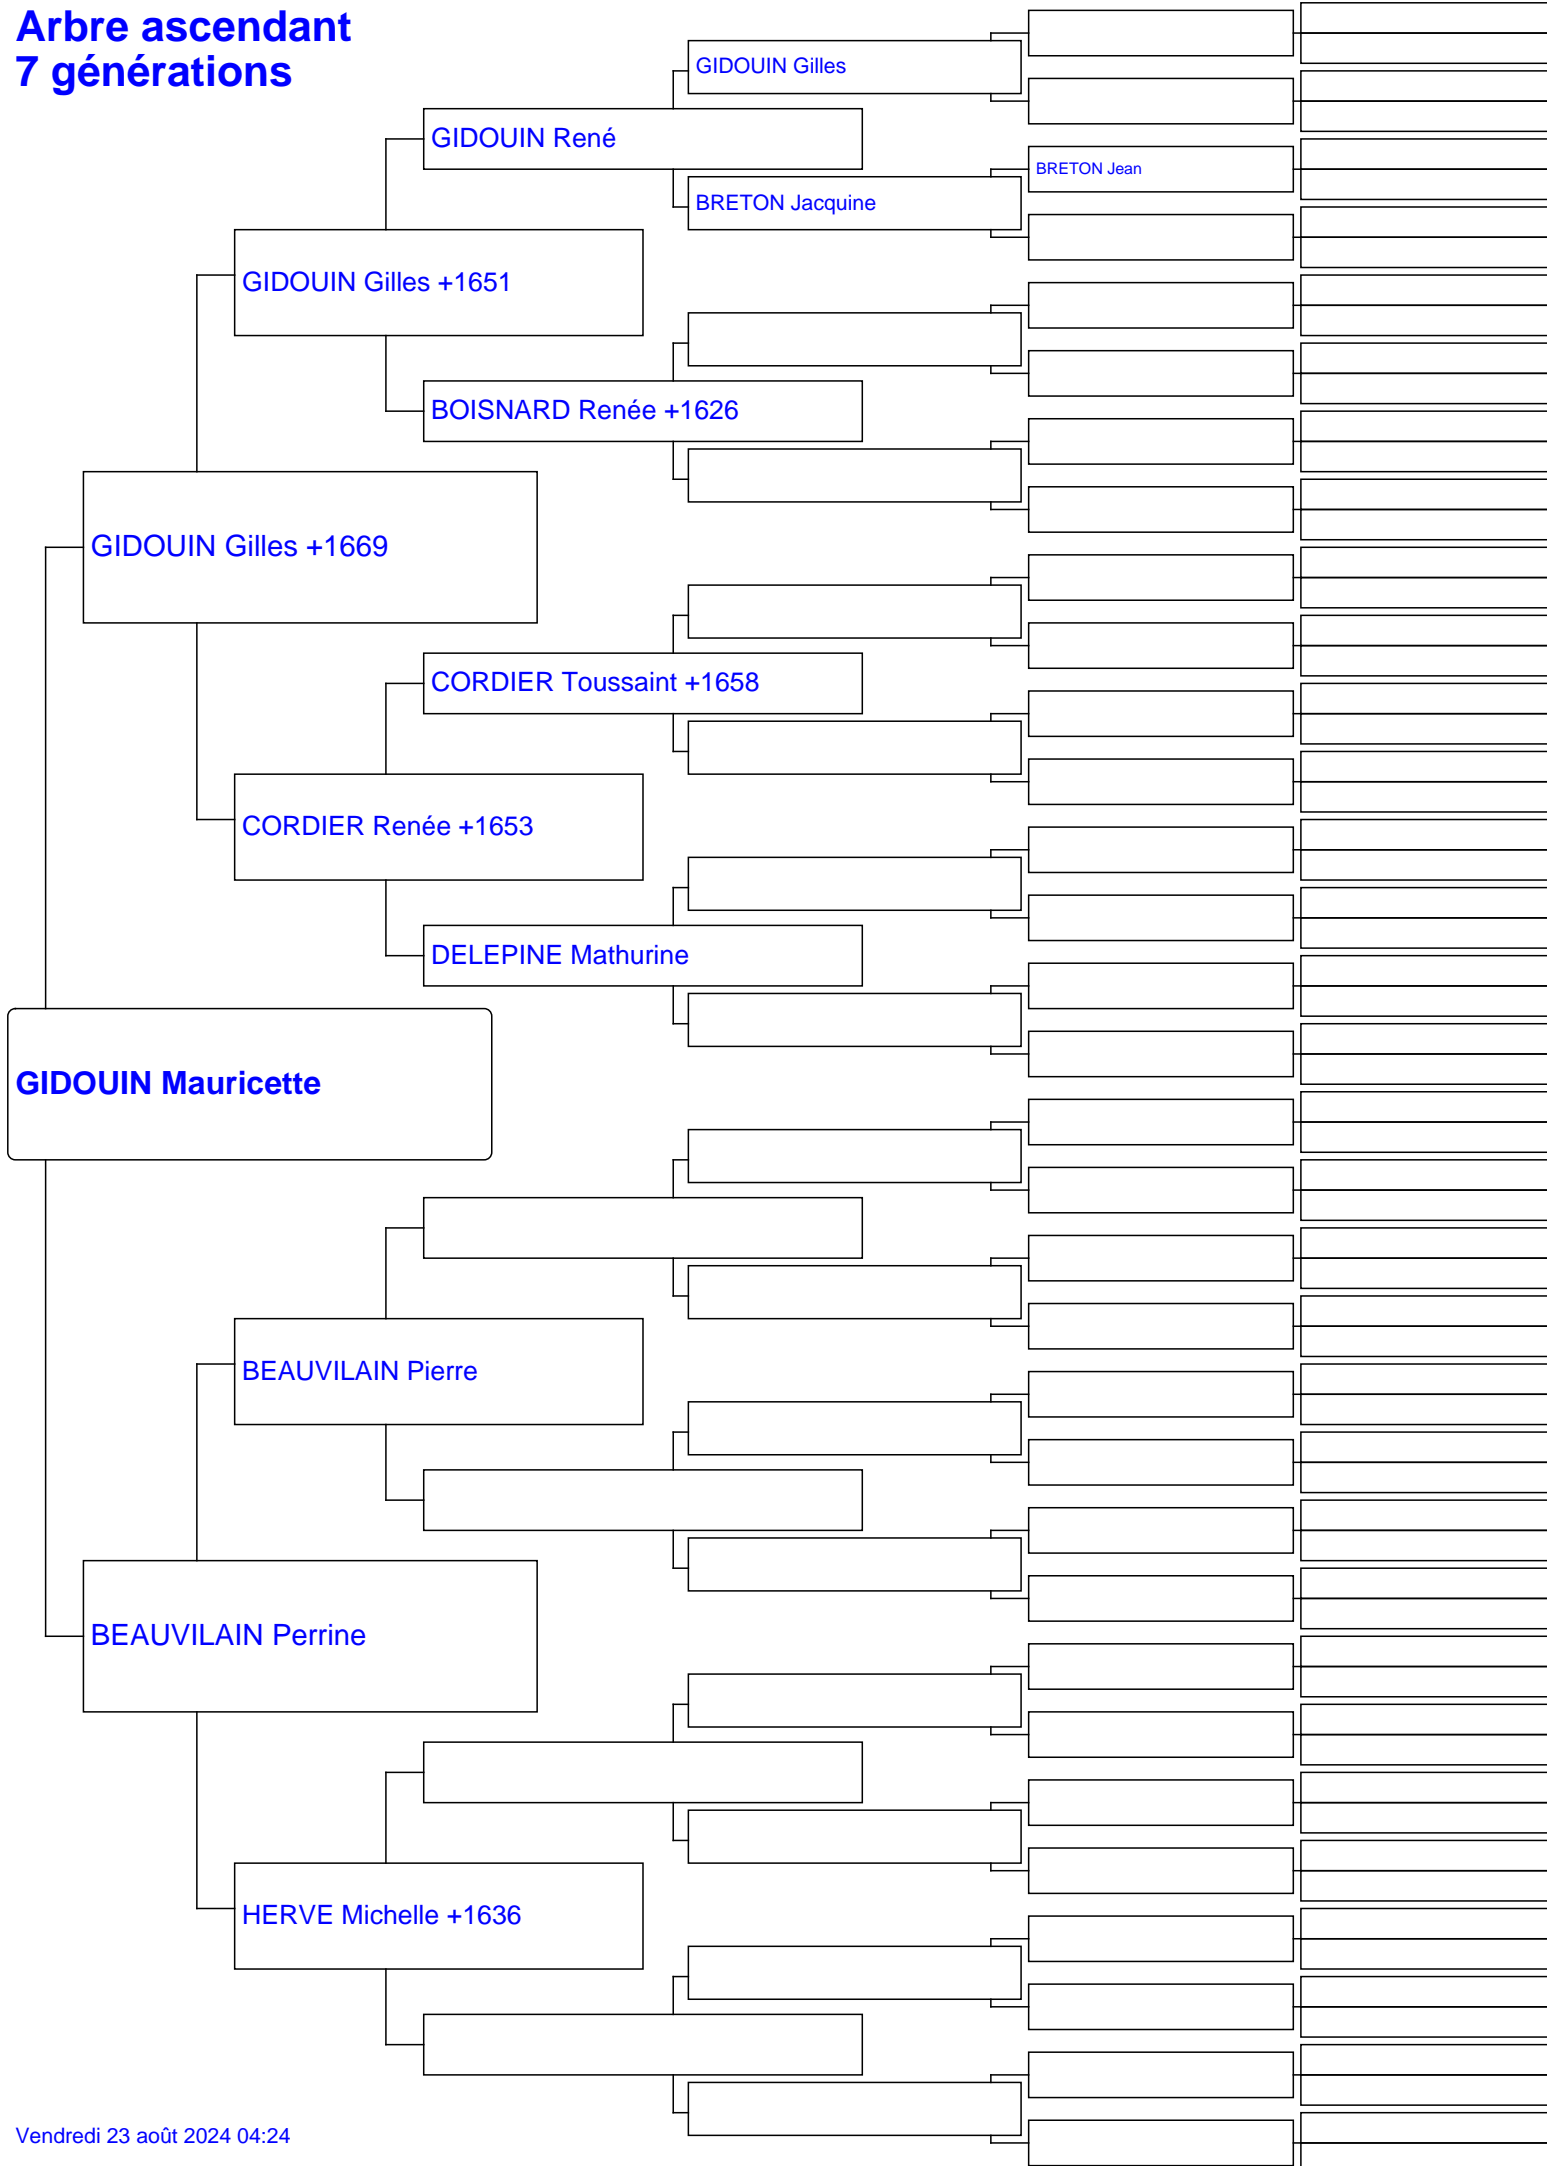 Arbre ascendant
7 générations
GIDOUIN Gilles
GIDOUIN René
BRETON Jean
BRETON Jacquine
GIDOUIN Gilles +1651
BOISNARD Renée +1626
GIDOUIN Gilles +1669
CORDIER Toussaint +1658
CORDIER Renée +1653
DELEPINE Mathurine
GIDOUIN Mauricette
BEAUVILAIN Pierre
BEAUVILAIN Perrine
HERVE Michelle +1636
Vendredi 23 août 2024 04:24